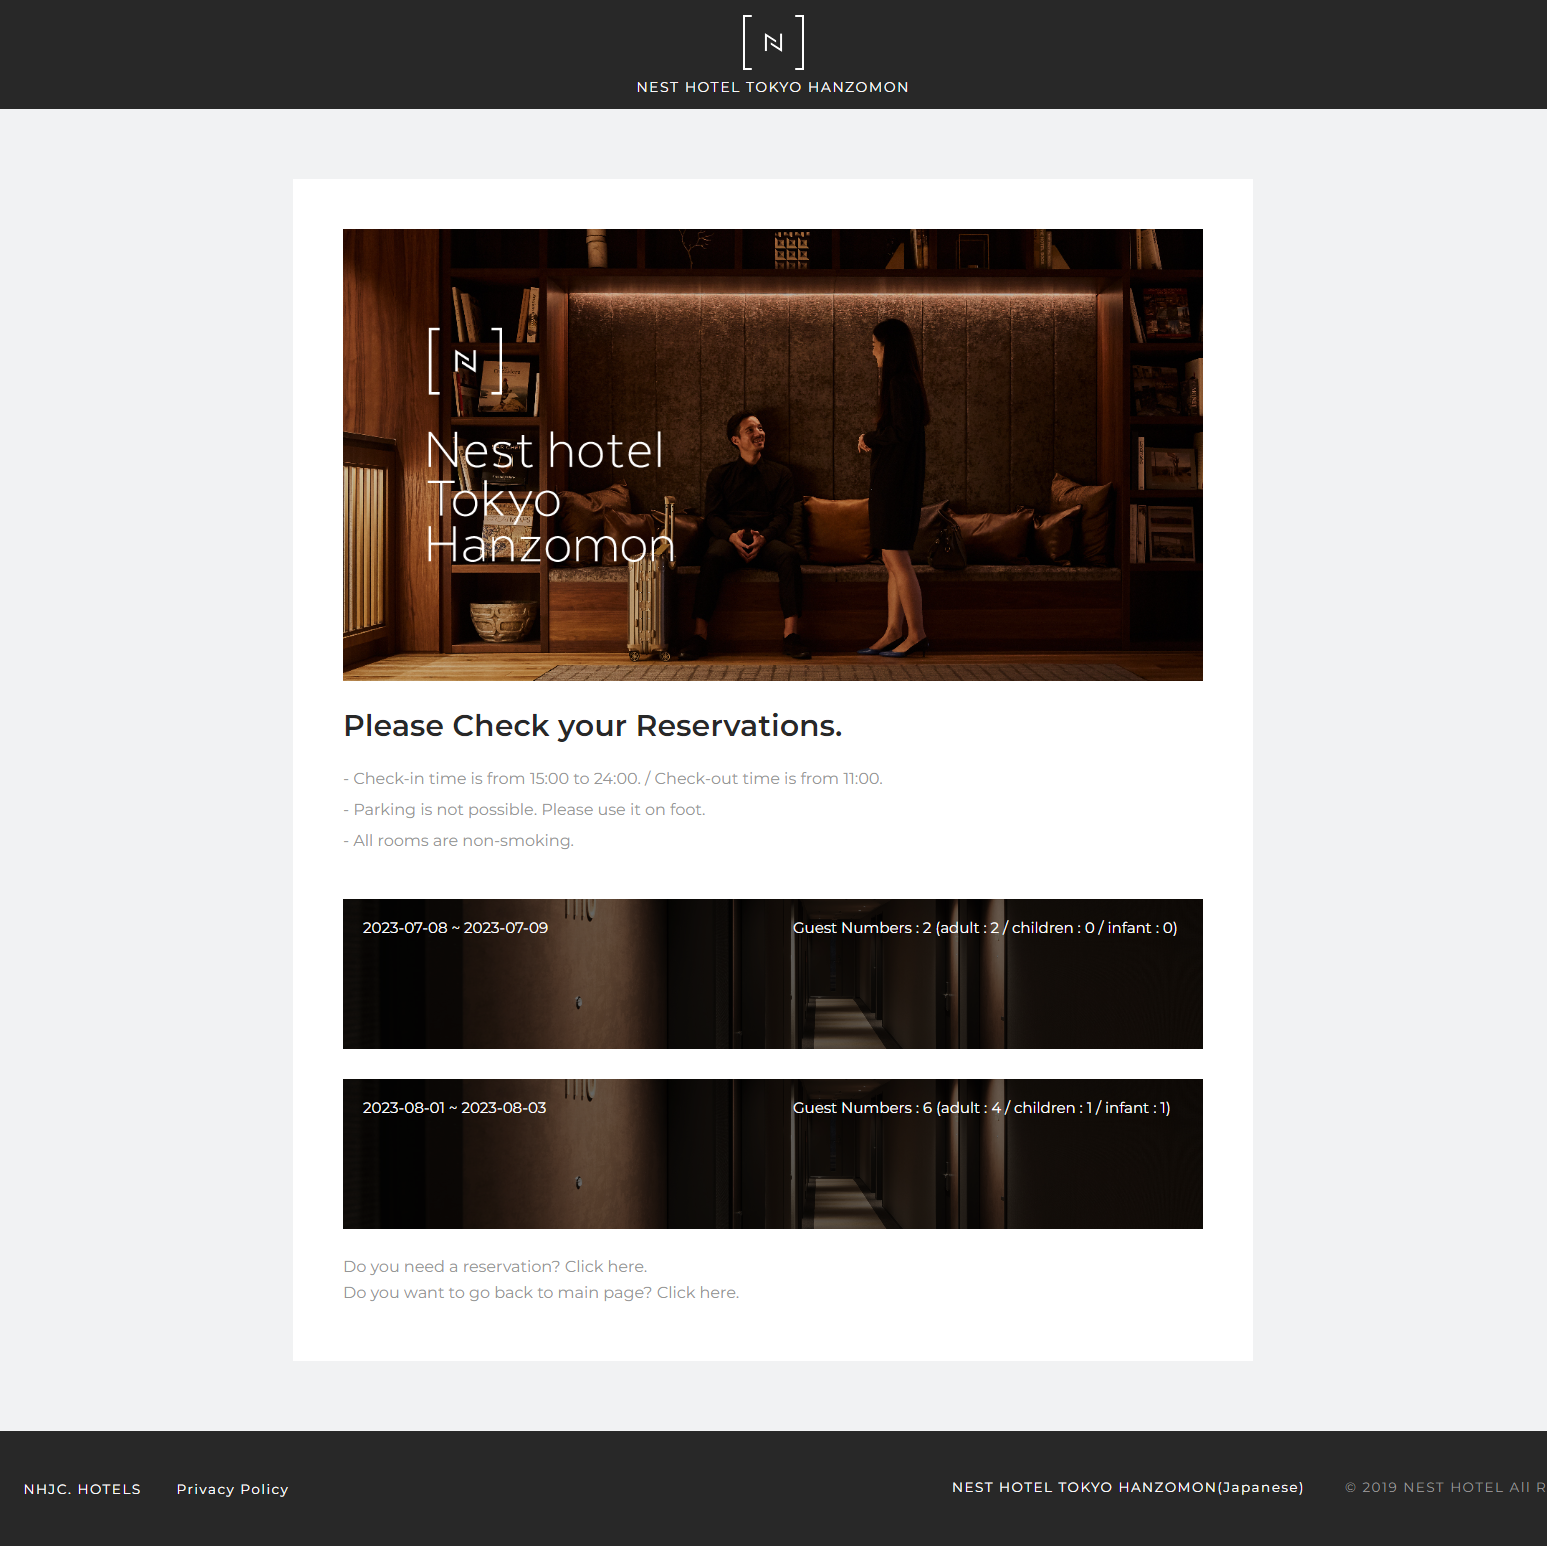 [ N ]
NEST HOTEL TOKYO HANZOMON
[ N ]
Nest hotel
Tokyo
Hanzomon
Please Check your Reservations.
- Check-in time is from 15:00 to 24:00. / Check-out time is from 11:00.
- Parking is not possible. Please use it on foot.
- All rooms are non-smoking.
2023-07-08 ~ 2023-07-09
Guest Numbers : 2 (adult : 2 / children : 0 / infant : 0)
2023-08-01 ~ 2023-08-03
Guest Numbers : 6 (adult : 4 / children : 1 / infant : 1)
Do you need a reservation? Click here.
Do you want to go back to main page? Click here.
NHJC. HOTELS
Privacy Policy
NEST HOTEL TOKYO HANZOMON(Japanese)
© 2019 NEST HOTEL All R